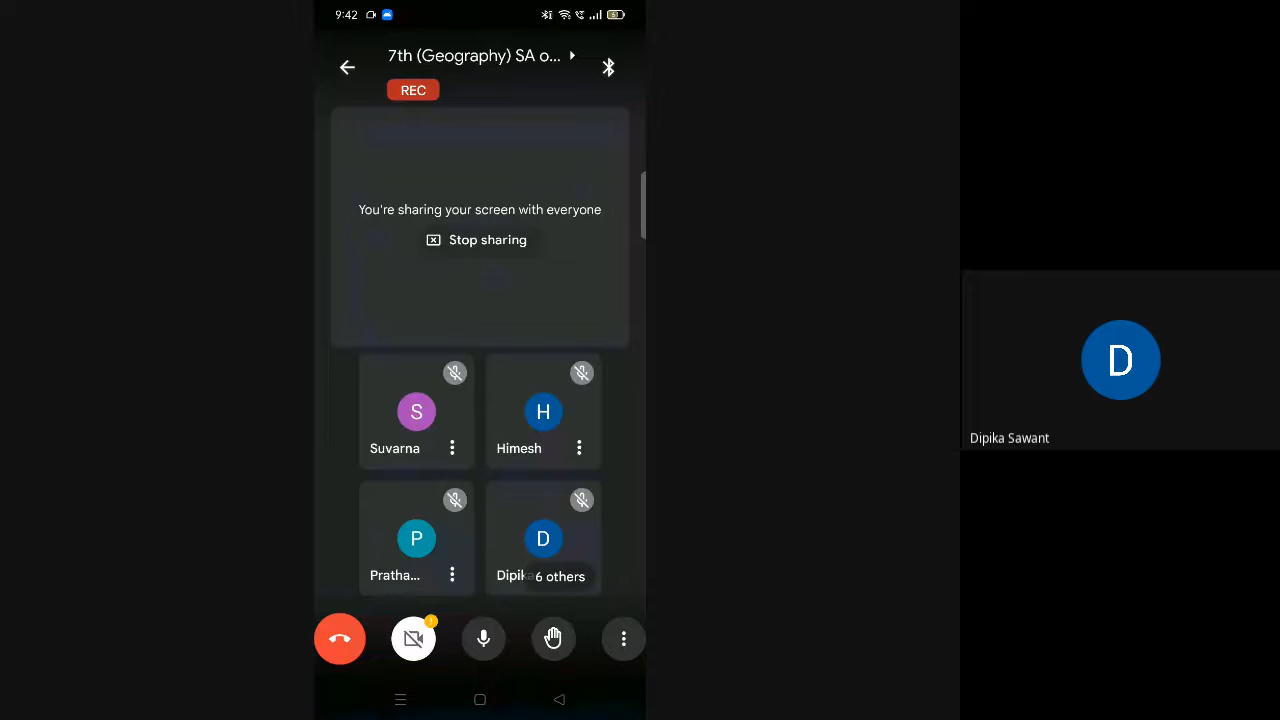 9:42
7th (Geography) SA o...
REC
You're sharing your screen with everyone
Stop sharing
S
H
Suvarna
Himesh
P
D
Pratha...
Dipika
6 others
D
Dipika Sawant